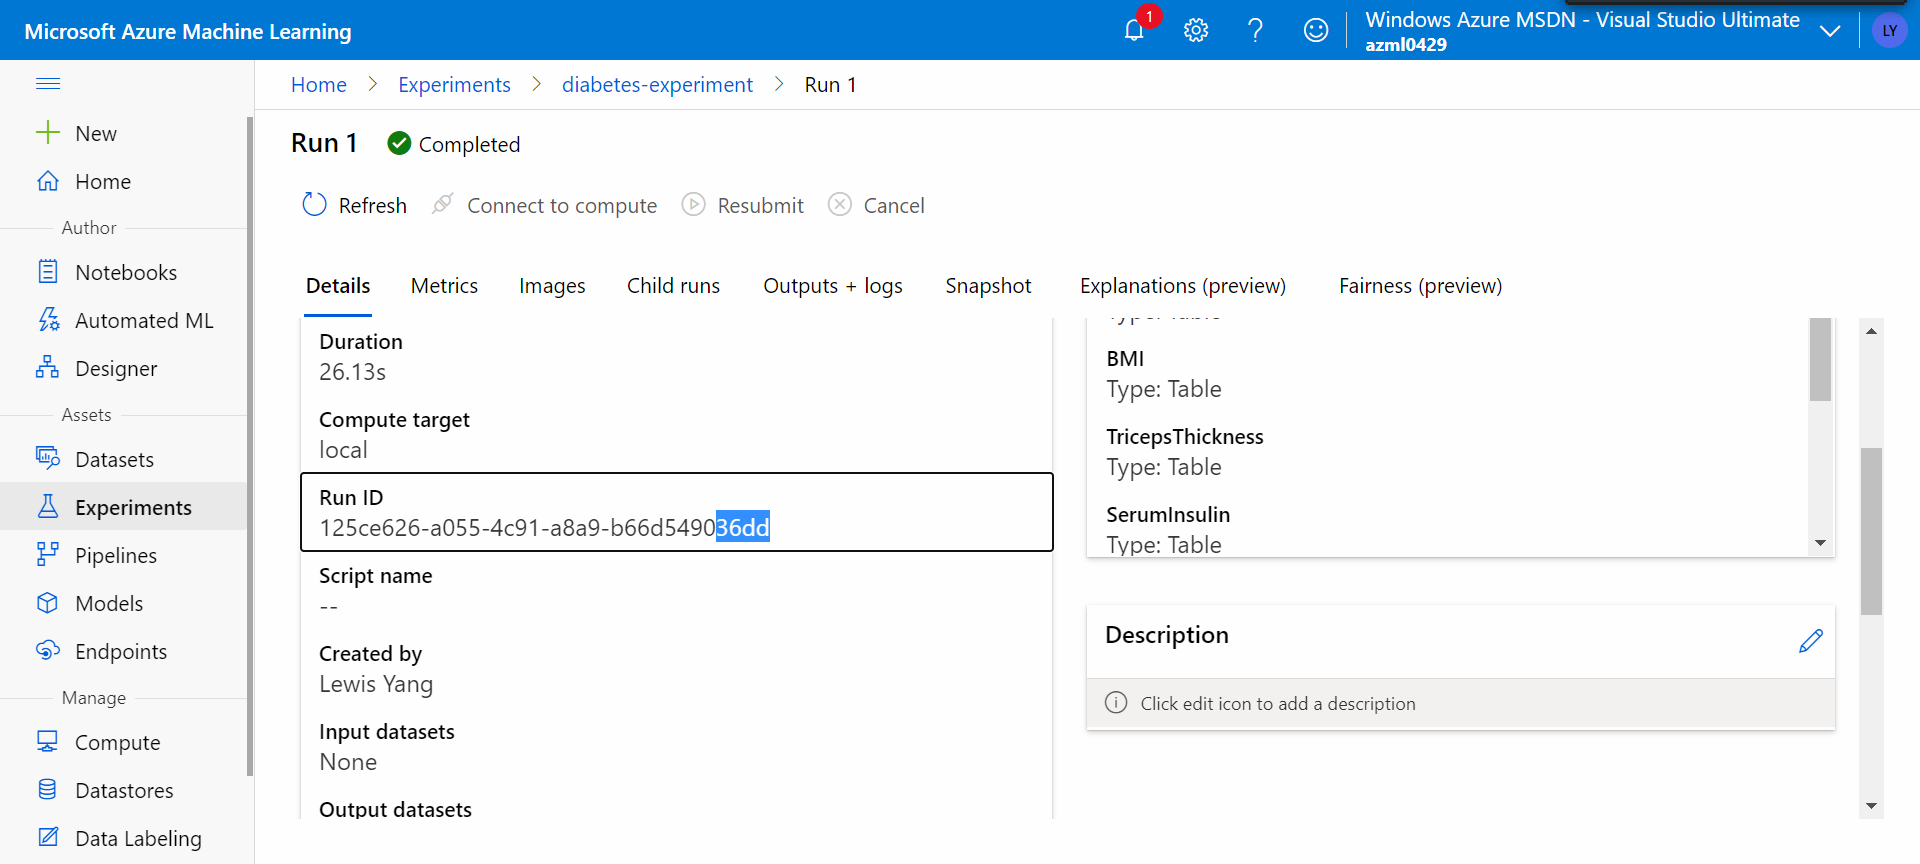 Microsoft Azure Machine Learning
1
Windows Azure MSDN - Visual Studio Ultimate
azml0429
LY
Home > Experiments > diabetes-experiment > Run 1
New
Home
Author
Notebooks
Automated ML
Designer
Assets
Datasets
Experiments
Pipelines
Models
Endpoints
Manage
Compute
Datastores
Data Labeling
Run 1 Completed
Refresh Connect to compute Resubmit Cancel
Details Metrics Images Child runs Outputs + logs Snapshot Explanations (preview) Fairness (preview)
Duration
26.13s
Compute target
local
Run ID
125ce626-a055-4c91-a8a9-b66d549036dd
Script name
--
Created by
Lewis Yang
Input datasets
None
Output datasets
Type: Table
BMI
Type: Table
TricepsThickness
Type: Table
SerumInsulin
Type: Table
Description
Click edit icon to add a description